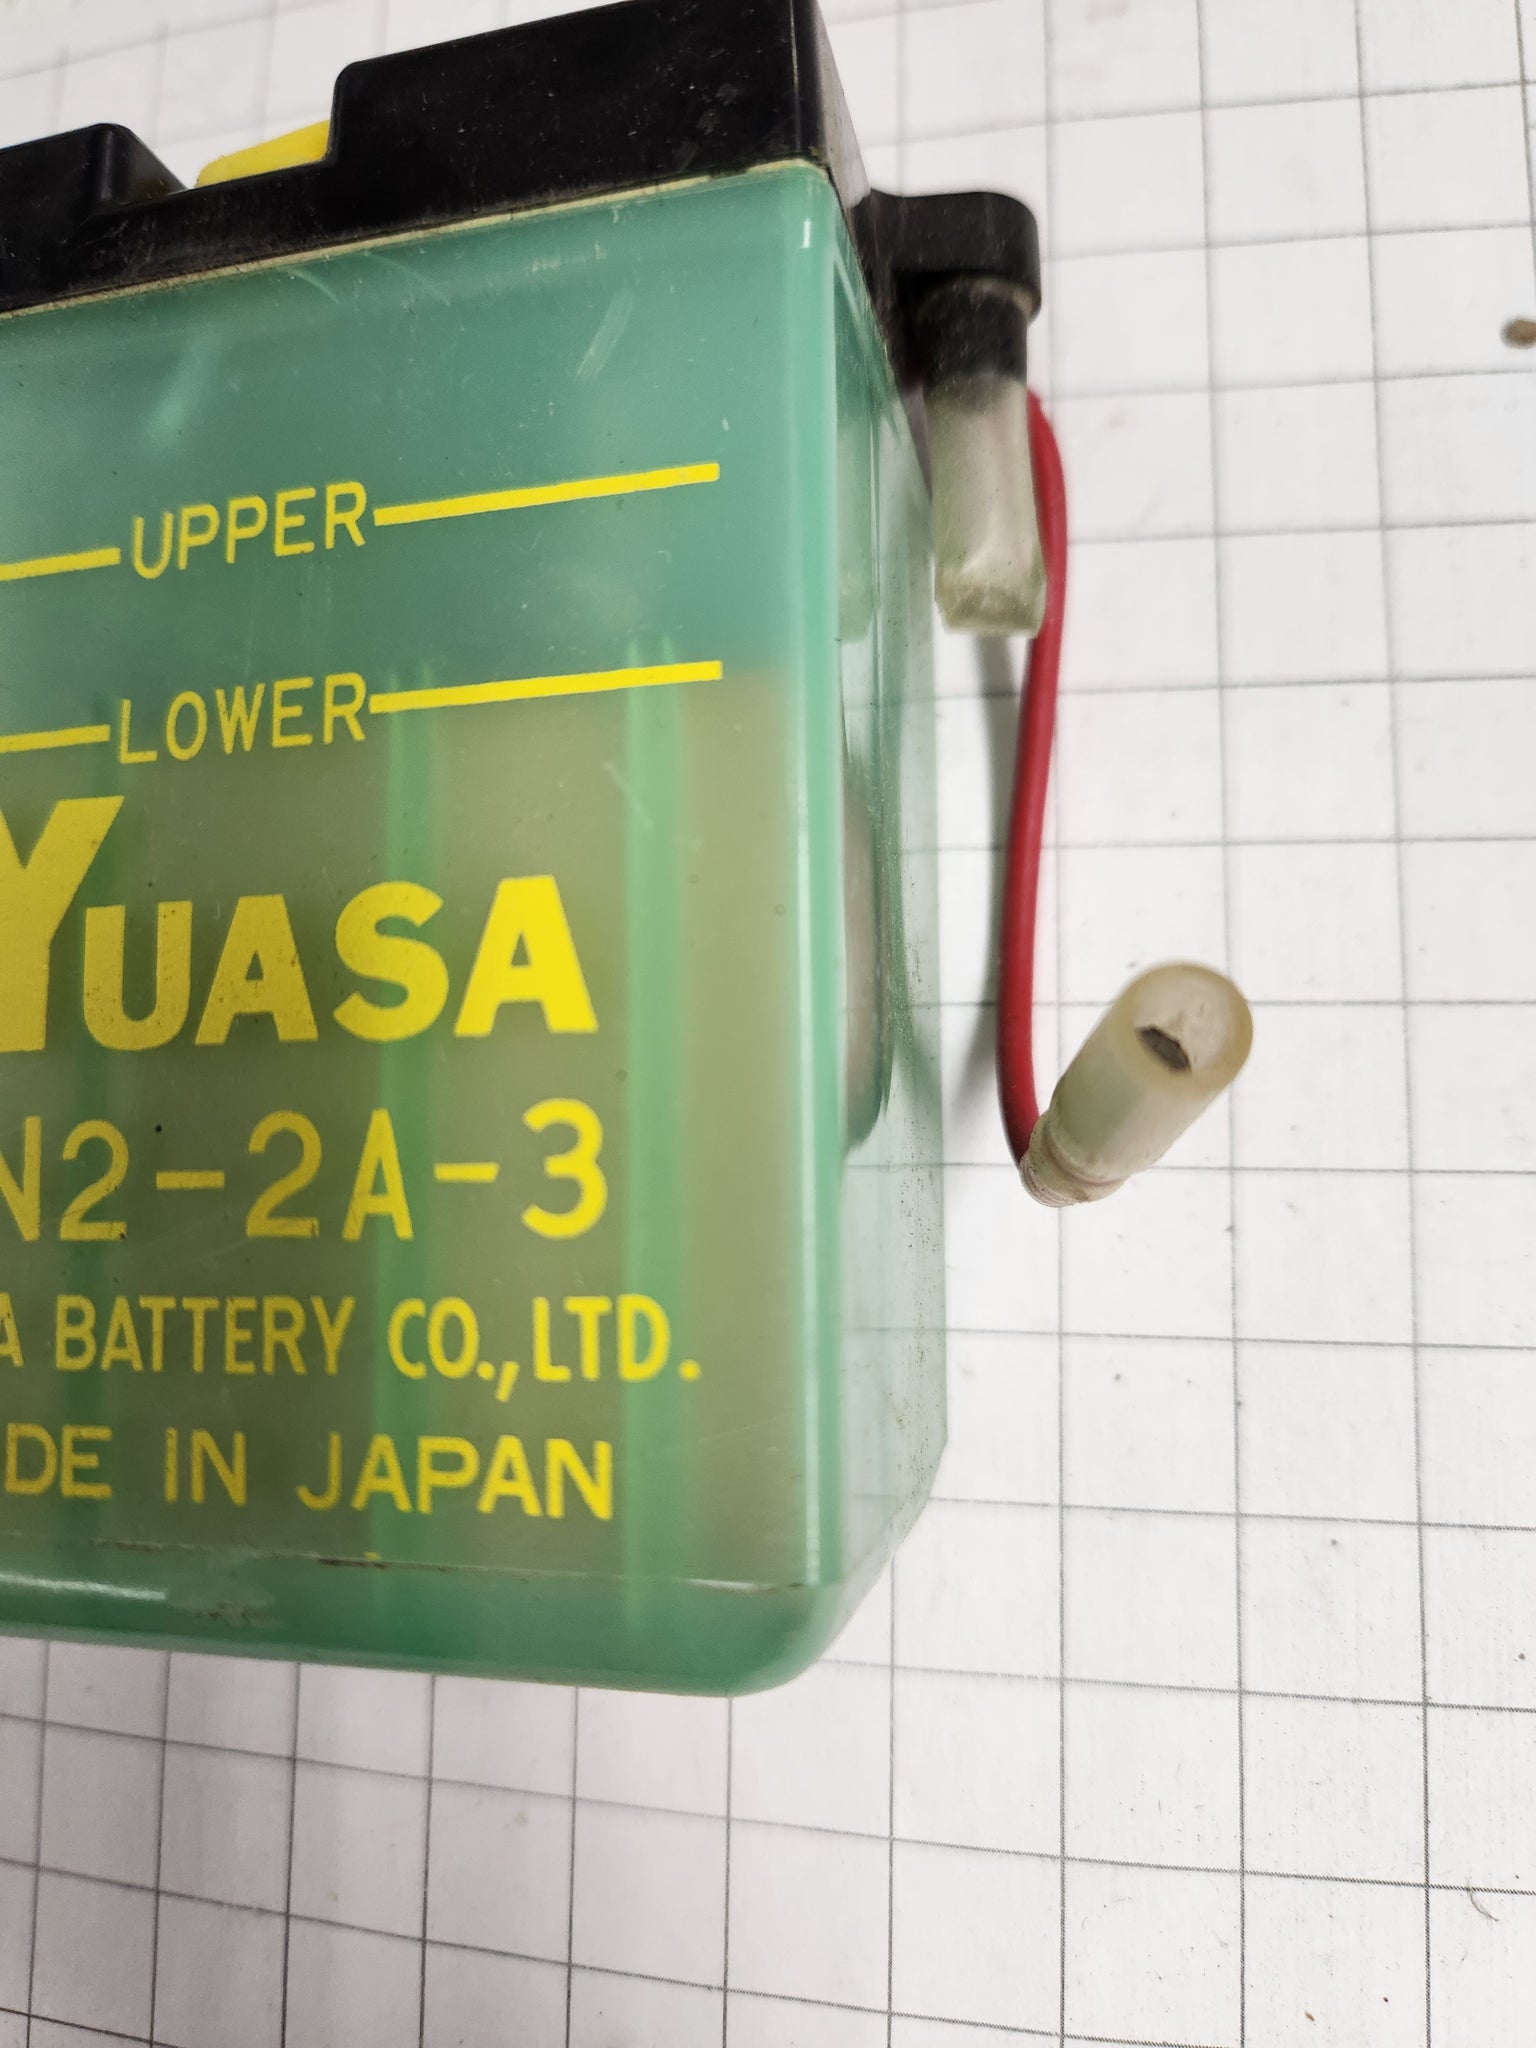 UPPER
LOWER
YUASA
N2-2A-3
A BATTERY CO., LTD.
DE IN JAPAN